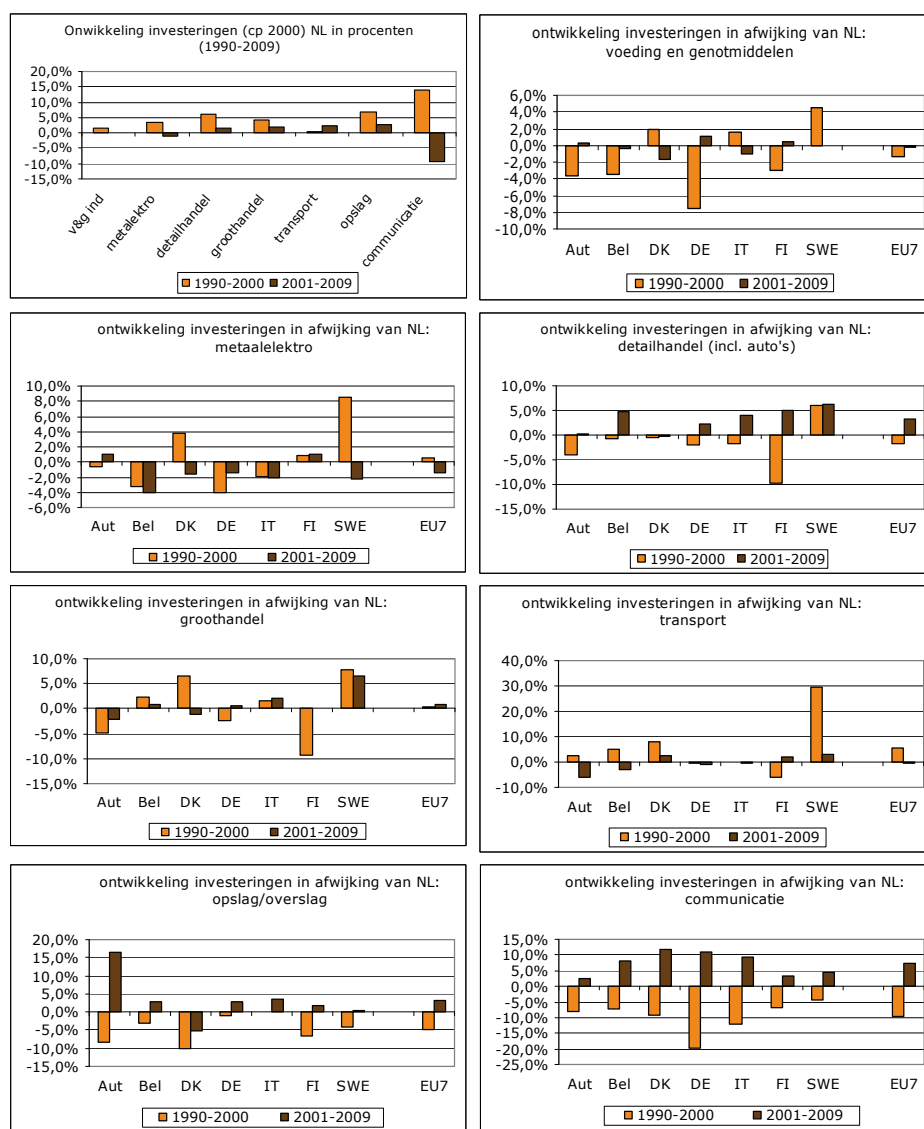 Onwikkeling investeringen (cp 2000) NL in procenten
(1990-2009)
20,0%
15,0%
10,0%
5,0%
0,0%
-5,0%
-10,0%
-15,0%
v&g ind
metalektro
detailhandel
groothandel
transport
opslag
communicatie
1990-2000 2001-2009
ontwikkeling investeringen in afwijking van NL:
voeding en genotmiddelen
6,0%
4,0%
2,0%
0,0%
-2,0%
-4,0%
-6,0%
-8,0%
-10,0%
Aut Bel DK DE IT FI SWE EU7
1990-2000 2001-2009
ontwikkeling investeringen in afwijking van NL:
metaalelektro
10,0%
8,0%
6,0%
4,0%
2,0%
0,0%
-2,0%
-4,0%
-6,0%
Aut Bel DK DE IT FI SWE EU7
1990-2000 2001-2009
ontwikkeling investeringen in afwijking van NL:
detailhandel (incl. auto's)
10,0%
5,0%
0,0%
-5,0%
-10,0%
-15,0%
Aut Bel DK DE IT FI SWE EU7
1990-2000 2001-2009
ontwikkeling investeringen in afwijking van NL:
groothandel
10,0%
5,0%
0,0%
-5,0%
-10,0%
-15,0%
Aut Bel DK DE IT FI SWE EU7
1990-2000 2001-2009
ontwikkeling investeringen in afwijking van NL:
transport
40,0%
30,0%
20,0%
10,0%
0,0%
-10,0%
Aut Bel DK DE IT FI SWE EU7
1990-2000 2001-2009
ontwikkeling investeringen in afwijking van NL:
opslag/overslag
20,0%
15,0%
10,0%
5,0%
0,0%
-5,0%
-10,0%
-15,0%
Aut Bel DK DE IT FI SWE EU7
1990-2000 2001-2009
ontwikkeling investeringen in afwijking van NL:
communicatie
15,0%
10,0%
5,0%
0,0%
-5,0%
-10,0%
-15,0%
-20,0%
-25,0%
Aut Bel DK DE IT FI SWE EU7
1990-2000 2001-2009